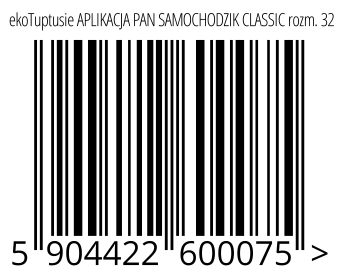 ekoTuptusie APLIKACJA PAN SAMOCHODZIK CLASSIC rozm. 32
5 904422 600075 >